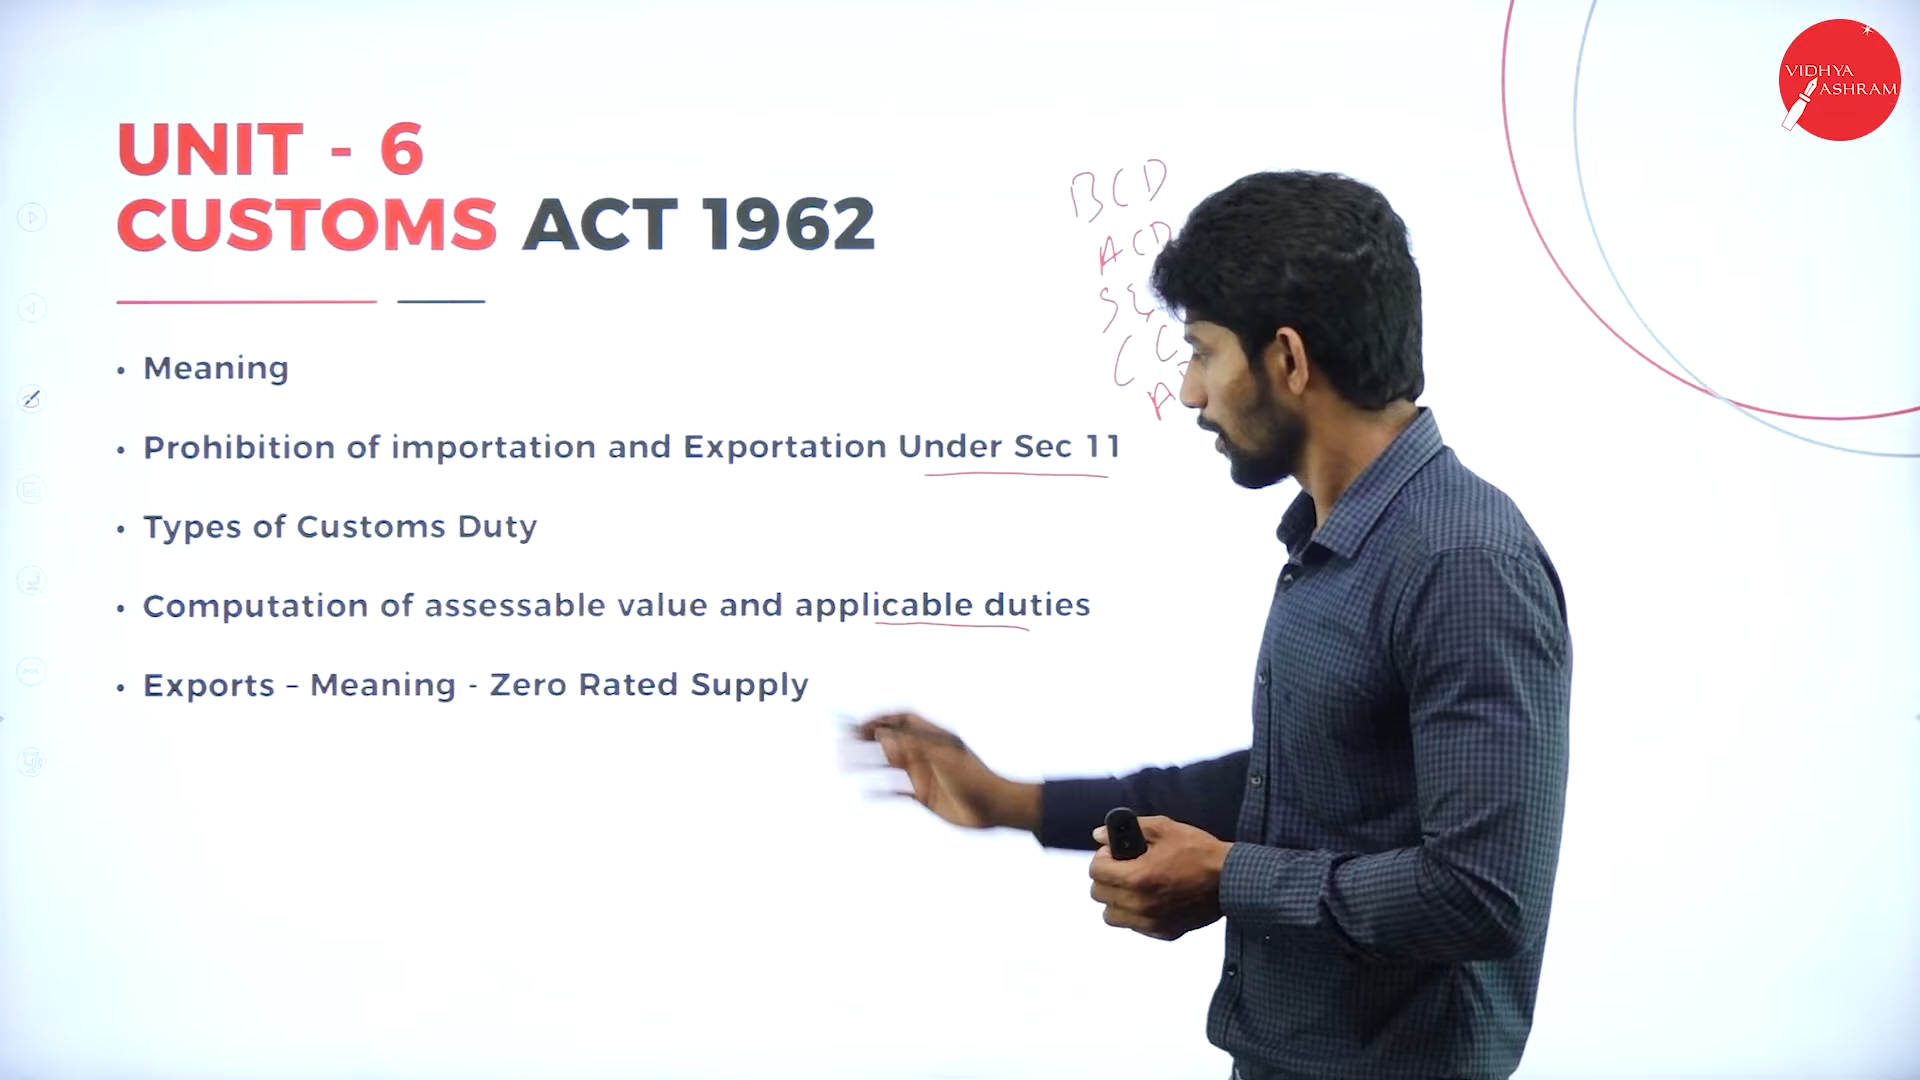 VIDHYA
ASHRAM
UNIT - 6
CUSTOMS ACT 1962
• Meaning
• Prohibition of importation and Exportation Under Sec 11
• Types of Customs Duty
• Computation of assessable value and applicable duties
• Exports – Meaning - Zero Rated Supply
BCD
ACD